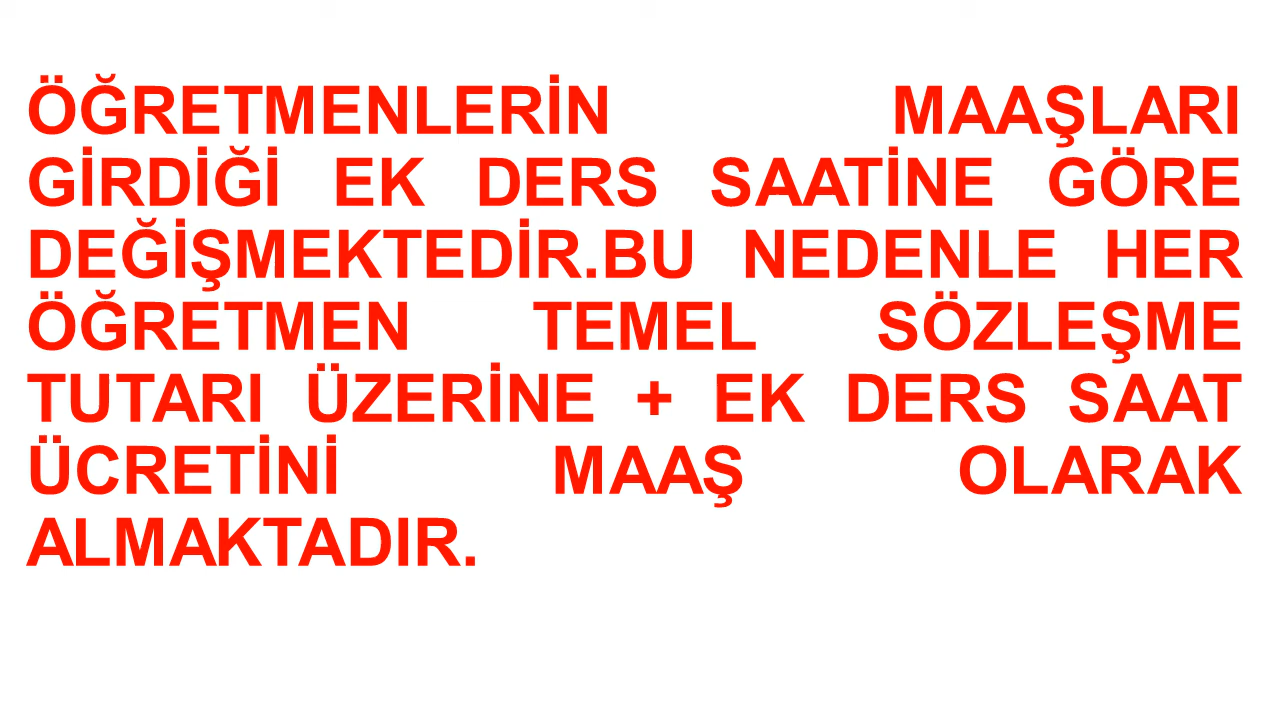 ÖĞRETMENLERİN MAAŞLARI
GİRDİĞİ EK DERS SAATİNE GÖRE
DEĞİŞMEKTEDİR.BU NEDENLE HER
ÖĞRETMEN TEMEL SÖZLEŞME
TUTARI ÜZERİNE + EK DERS SAAT
ÜCRETİNİ MAAŞ OLARAK
ALMAKTADIR.